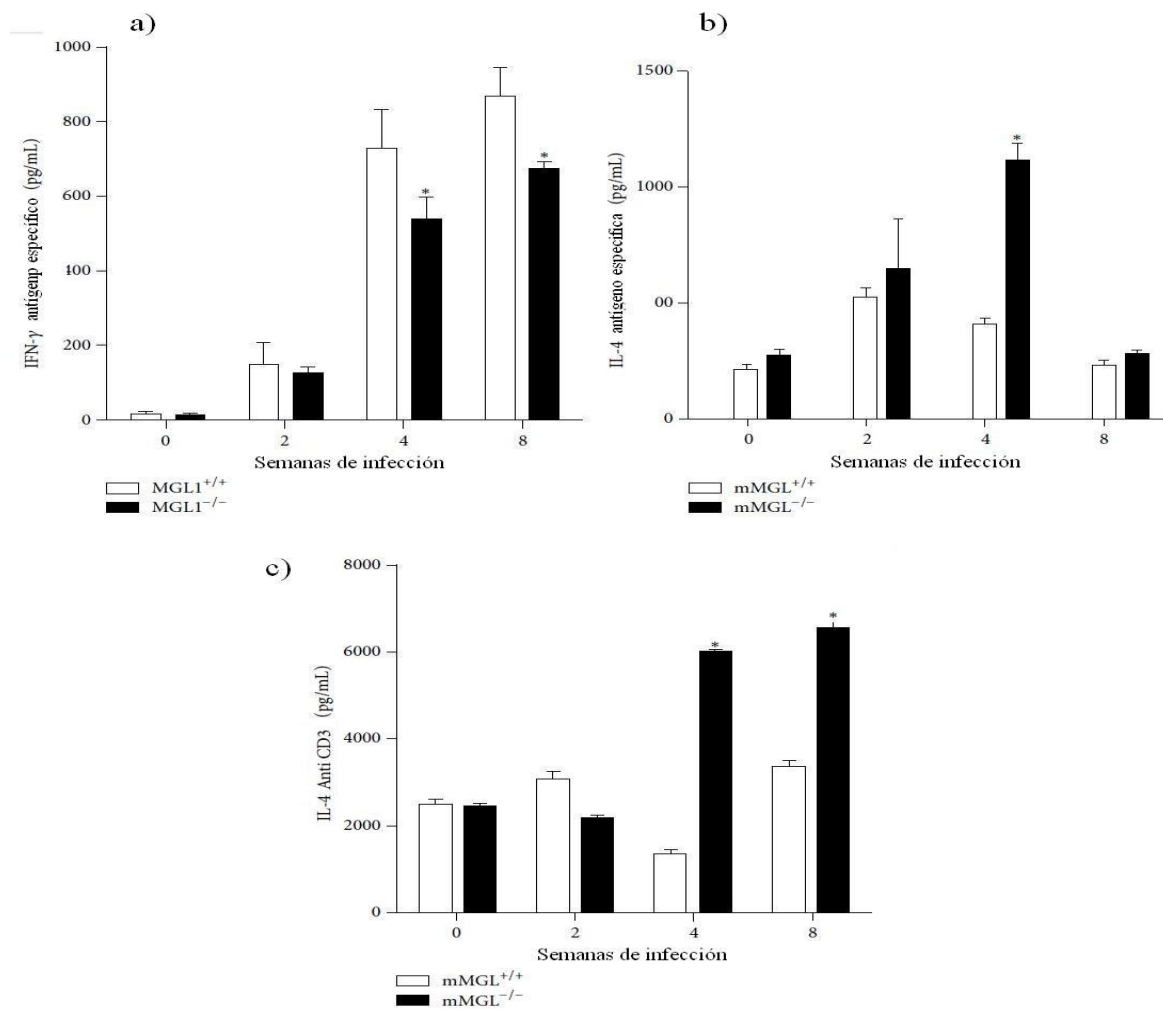 a)
1000
800
600
400
200
0
IFN-γ antígenp específico (pg/mL)
*
*
0 2 4 8
Semanas de infección
MGL1+/+
MGL1−/−
b)
1500
1000
00
0
IL-4 antígeno especifica (pg/mL)
*
0 2 4 8
Semanas de infección
mMGL+/+
mMGL−/−
c)
8000
6000
4000
2000
0
IL-4 Anti CD3 (pg/mL)
*
*
0 2 4 8
Semanas de infección
mMGL+/+
mMGL−/−